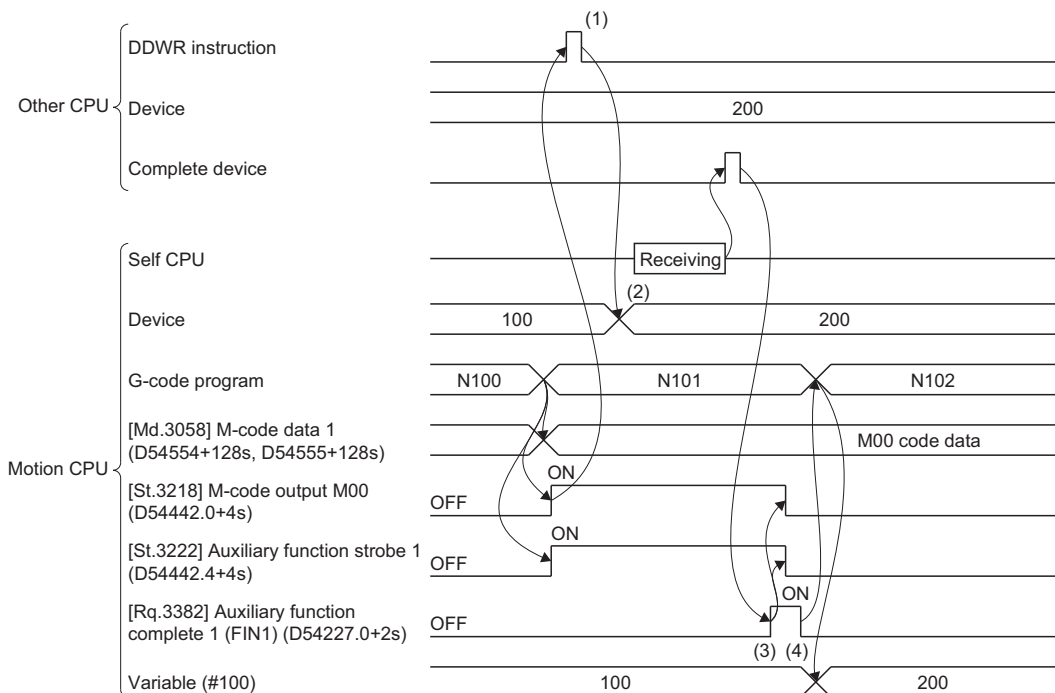 (1)
DDWR instruction
Other CPU
Device
200
Complete device
Self CPU
Receiving
(2)
Device
100
200
G-code program
N100
N101
N102
[Md.3058] M-code data 1
(D54554+128s, D54555+128s)
M00 code data
Motion CPU
[St.3218] M-code output M00
(D54442.0+4s)
OFF
ON
[St.3222] Auxiliary function strobe 1
(D54442.4+4s)
OFF
ON
[Rq.3382] Auxiliary function
complete 1 (FIN1) (D54227.0+2s)
OFF
ON
(3)
(4)
Variable (#100)
100
200